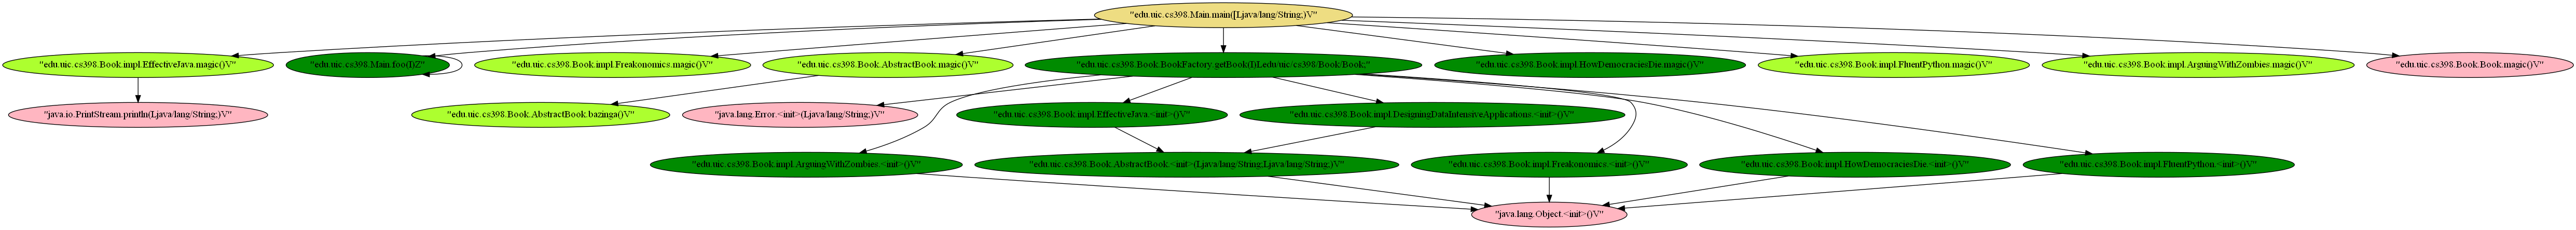 "edu.uic.cs398.Main.main([Ljava/lang/String;)V"
"edu.uic.cs398.Book.impl.EffectiveJava.magic()V"
"edu.uic.cs398.Main.foo(I)Z"
"edu.uic.cs398.Book.impl.Freakonomics.magic()V"
"edu.uic.cs398.Book.AbstractBook.magic()V"
"edu.uic.cs398.Book.BookFactory.getBook(I)Ledu/uic/cs398/Book/Book;"
"edu.uic.cs398.Book.impl.HowDemocraciesDie.magic()V"
"edu.uic.cs398.Book.impl.FluentPython.magic()V"
"edu.uic.cs398.Book.impl.ArguingWithZombies.magic()V"
"edu.uic.cs398.Book.Book.magic()V"
"java.io.PrintStream.println(Ljava/lang/String;)V"
"edu.uic.cs398.Book.AbstractBook.bazinga()V"
"java.lang.Error.<init>(Ljava/lang/String;)V"
"edu.uic.cs398.Book.impl.EffectiveJava.<init>()V"
"edu.uic.cs398.Book.impl.DesigningDataIntensiveApplications.<init>()V"
"edu.uic.cs398.Book.impl.ArguingWithZombies.<init>()V"
"edu.uic.cs398.Book.AbstractBook.<init>(Ljava/lang/String;Ljava/lang/String;)V"
"edu.uic.cs398.Book.impl.Freakonomics.<init>()V"
"edu.uic.cs398.Book.impl.HowDemocraciesDie.<init>()V"
"edu.uic.cs398.Book.impl.FluentPython.<init>()V"
"java.lang.Object.<init>()V"